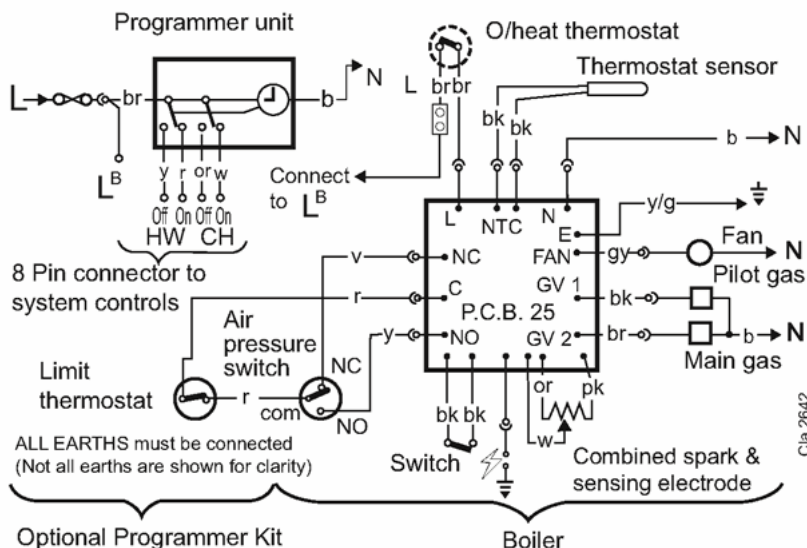 Programmer unit
O/heat thermostat
Thermostat sensor
L
br
b
N
L
br
br
bk
bk
b
N
L^B
y
r
or
w
Off
On
Off
On
HW
CH
8 Pin connector to
system controls
Connect
to L^B
L
NTC
N
y/g
E
NC
FAN
gy
Fan
N
Pilot gas
C
GV 1
bk
P.C.B. 25
NO
GV 2
br
b
N
Main gas
v
r
y
Air
pressure
switch
NC
Limit
thermostat
r
com
NO
bk
bk
or
pk
w
Switch
Combined spark &
sensing electrode
ALL EARTHS must be connected
(Not all earths are shown for clarity)
Optional Programmer Kit
Boiler
Cla 2642